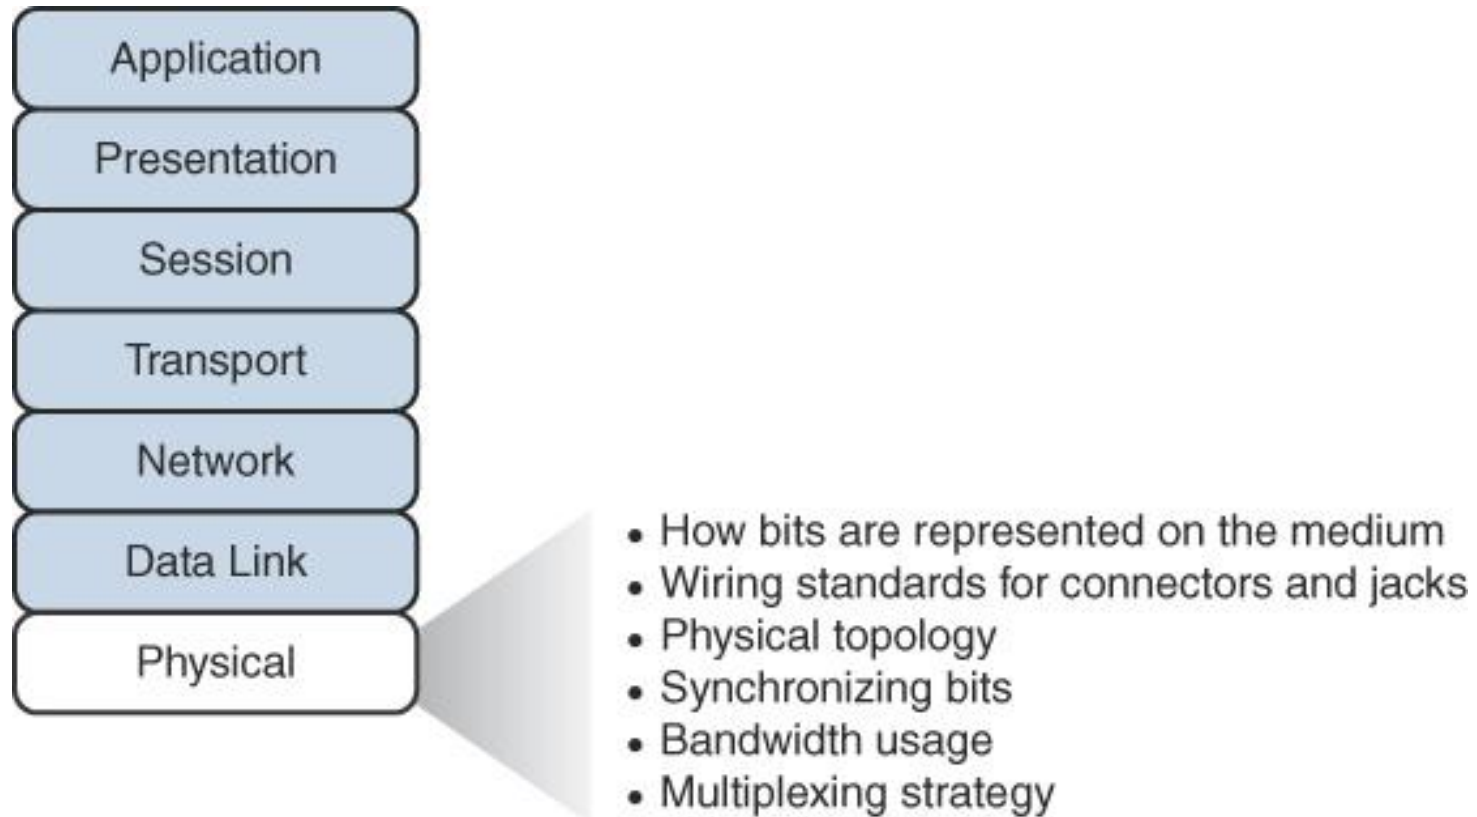 Application
Presentation
Session
Transport
Network
Data Link
Physical
• How bits are represented on the medium
• Wiring standards for connectors and jacks
• Physical topology
• Synchronizing bits
• Bandwidth usage
• Multiplexing strategy